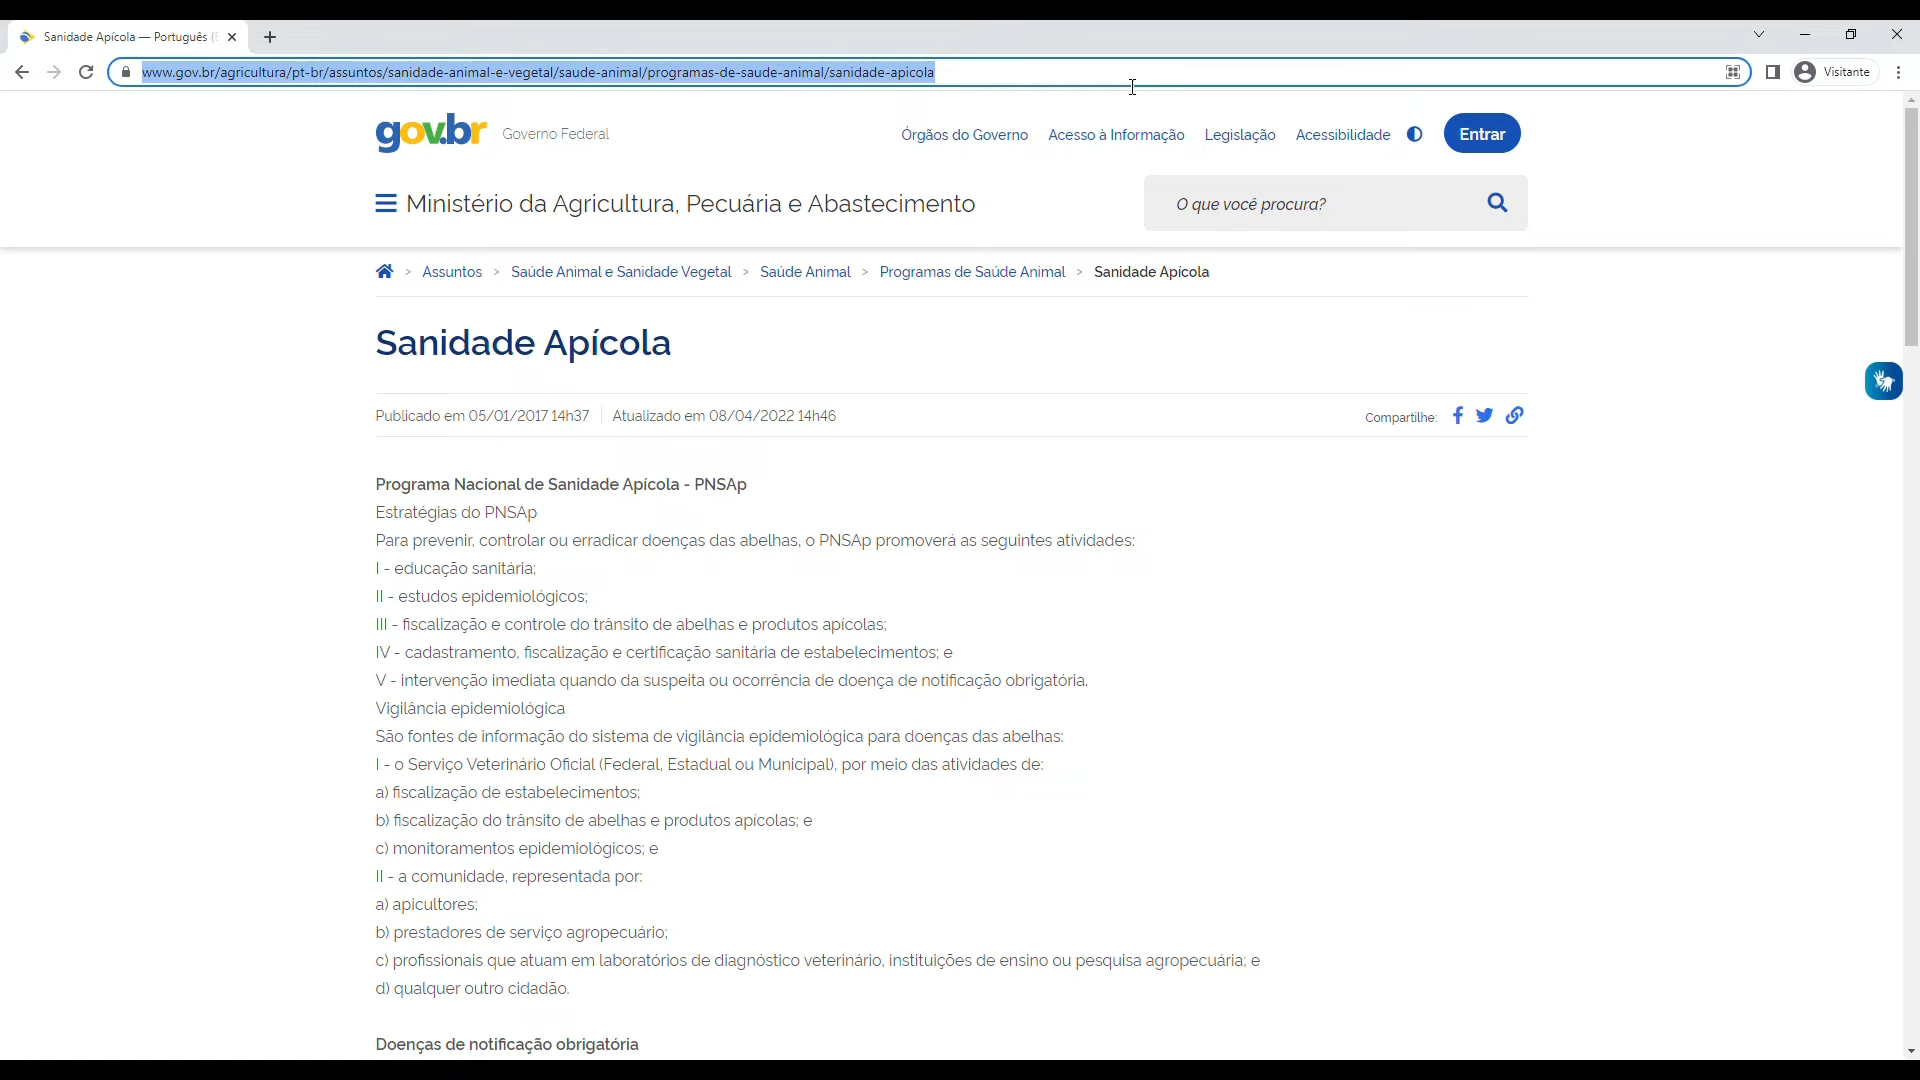 Sanidade Apícola — Português (
www.gov.br/agricultura/pt-br/assuntos/sanidade-animal-e-vegetal/saude-animal/programas-de-saude-animal/sanidade-apicola
Visitante
gov.br Governo Federal
Órgãos do Governo Acesso à Informação Legislação Acessibilidade Entrar
Ministério da Agricultura, Pecuária e Abastecimento
O que você procura?
> Assuntos > Saúde Animal e Sanidade Vegetal > Saúde Animal > Programas de Saúde Animal > Sanidade Apícola
Sanidade Apícola
Publicado em 05/01/2017 14h37 Atualizado em 08/04/2022 14h46
Compartilhe:
Programa Nacional de Sanidade Apícola - PNSAp
Estratégias do PNSAp
Para prevenir, controlar ou erradicar doenças das abelhas, o PNSAp promoverá as seguintes atividades:
I - educação sanitária;
II - estudos epidemiológicos;
III - fiscalização e controle do trânsito de abelhas e produtos apícolas;
IV - cadastramento, fiscalização e certificação sanitária de estabelecimentos; e
V - intervenção imediata quando da suspeita ou ocorrência de doença de notificação obrigatória.
Vigilância epidemiológica
São fontes de informação do sistema de vigilância epidemiológica para doenças das abelhas:
I - o Serviço Veterinário Oficial (Federal, Estadual ou Municipal), por meio das atividades de:
a) fiscalização de estabelecimentos;
b) fiscalização do trânsito de abelhas e produtos apícolas; e
c) monitoramentos epidemiológicos; e
II - a comunidade, representada por:
a) apicultores;
b) prestadores de serviço agropecuário;
c) profissionais que atuam em laboratórios de diagnóstico veterinário, instituições de ensino ou pesquisa agropecuária; e
d) qualquer outro cidadão.
Doenças de notificação obrigatória